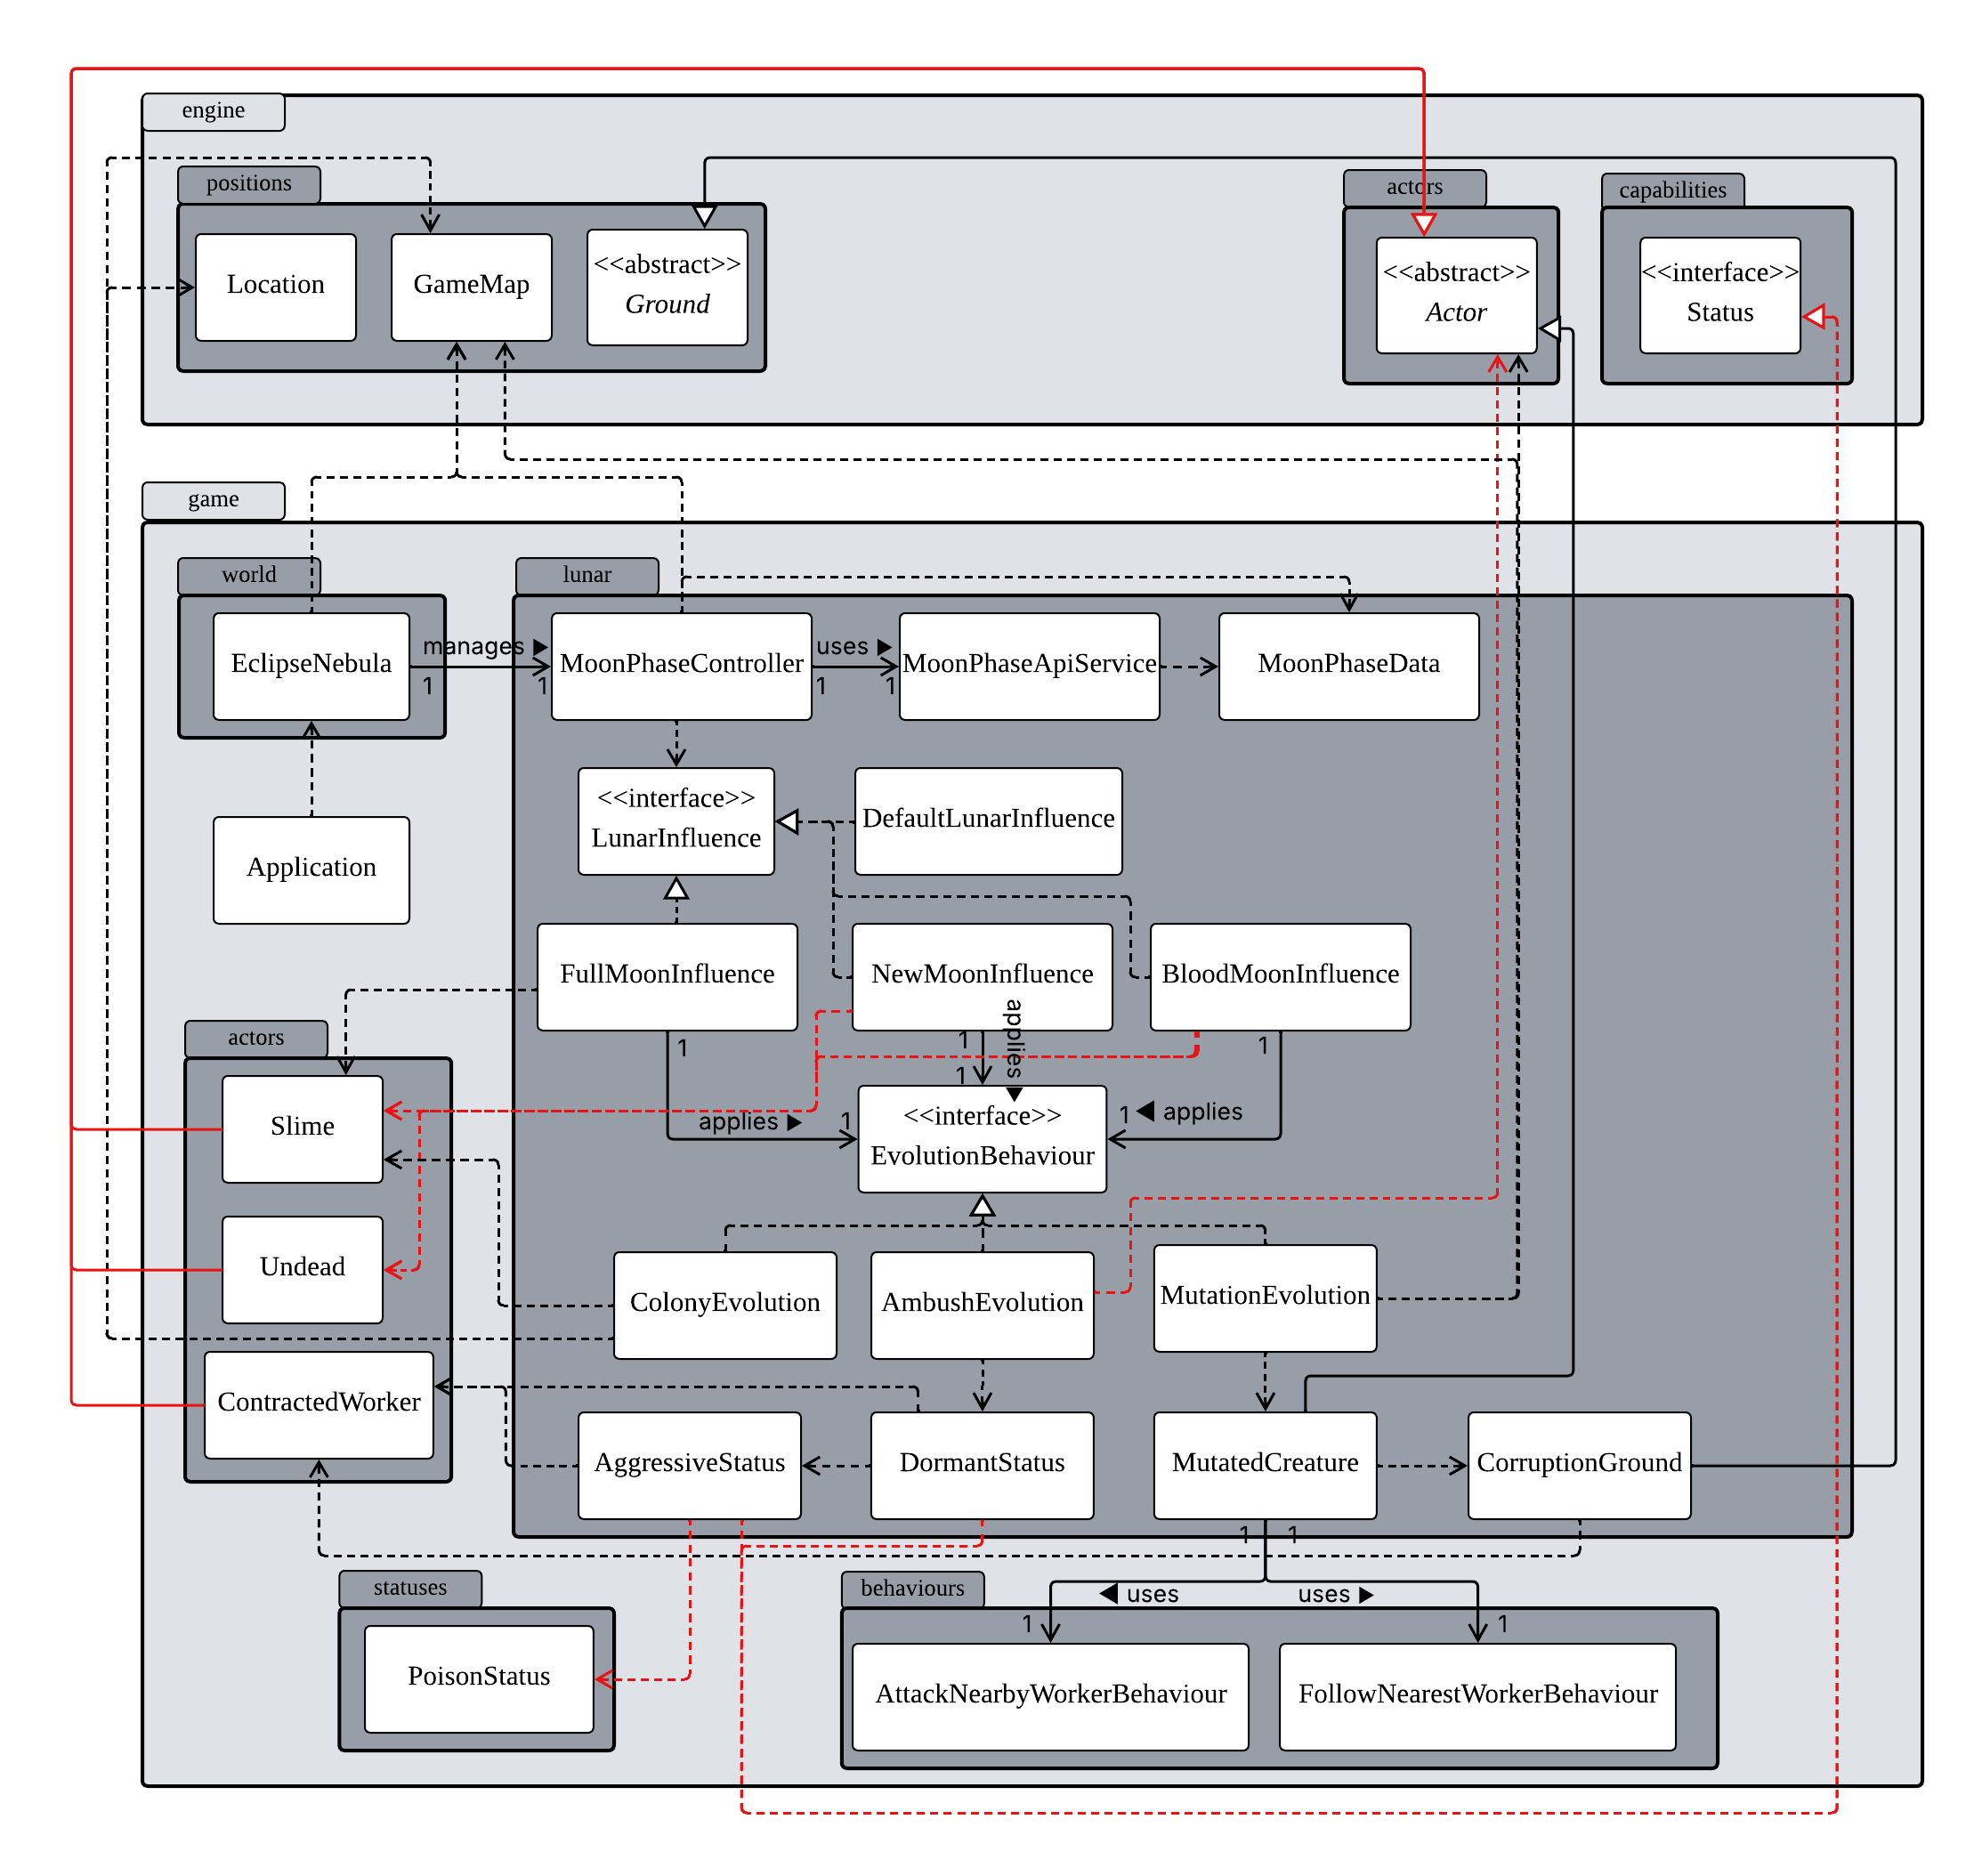 engine
positions
actors
capabilities
Location
GameMap
<<abstract>>
Ground
<<abstract>>
Actor
<<interface>>
Status
game
world
lunar
EclipseNebula
manages ▶
1
1
MoonPhaseController
uses ▶
1
1
MoonPhaseApiService
MoonPhaseData
<<interface>>
LunarInfluence
DefaultLunarInfluence
Application
FullMoonInfluence
NewMoonInfluence
BloodMoonInfluence
actors
1
1
applies
1
1
Slime
applies ▶
1
<<interface>>
EvolutionBehaviour
1
◀ applies
Undead
ColonyEvolution
AmbushEvolution
MutationEvolution
ContractedWorker
AggressiveStatus
DormantStatus
MutatedCreature
CorruptionGround
1
1
statuses
behaviours
◀ uses
uses ▶
1
1
PoisonStatus
AttackNearbyWorkerBehaviour
FollowNearestWorkerBehaviour